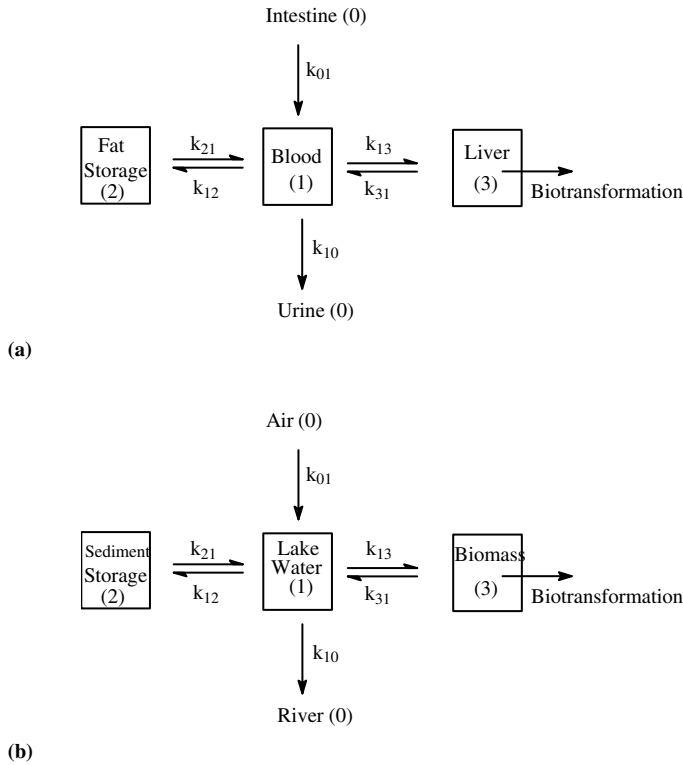 Intestine (0)
k01
Fat
Storage
(2)
k21
k12
Blood
(1)
k13
k31
Liver
(3)
Biotransformation
k10
Urine (0)
(a)
Air (0)
k01
Sediment
Storage
(2)
k21
k12
Lake
Water
(1)
k13
k31
Biomass
(3)
Biotransformation
k10
River (0)
(b)